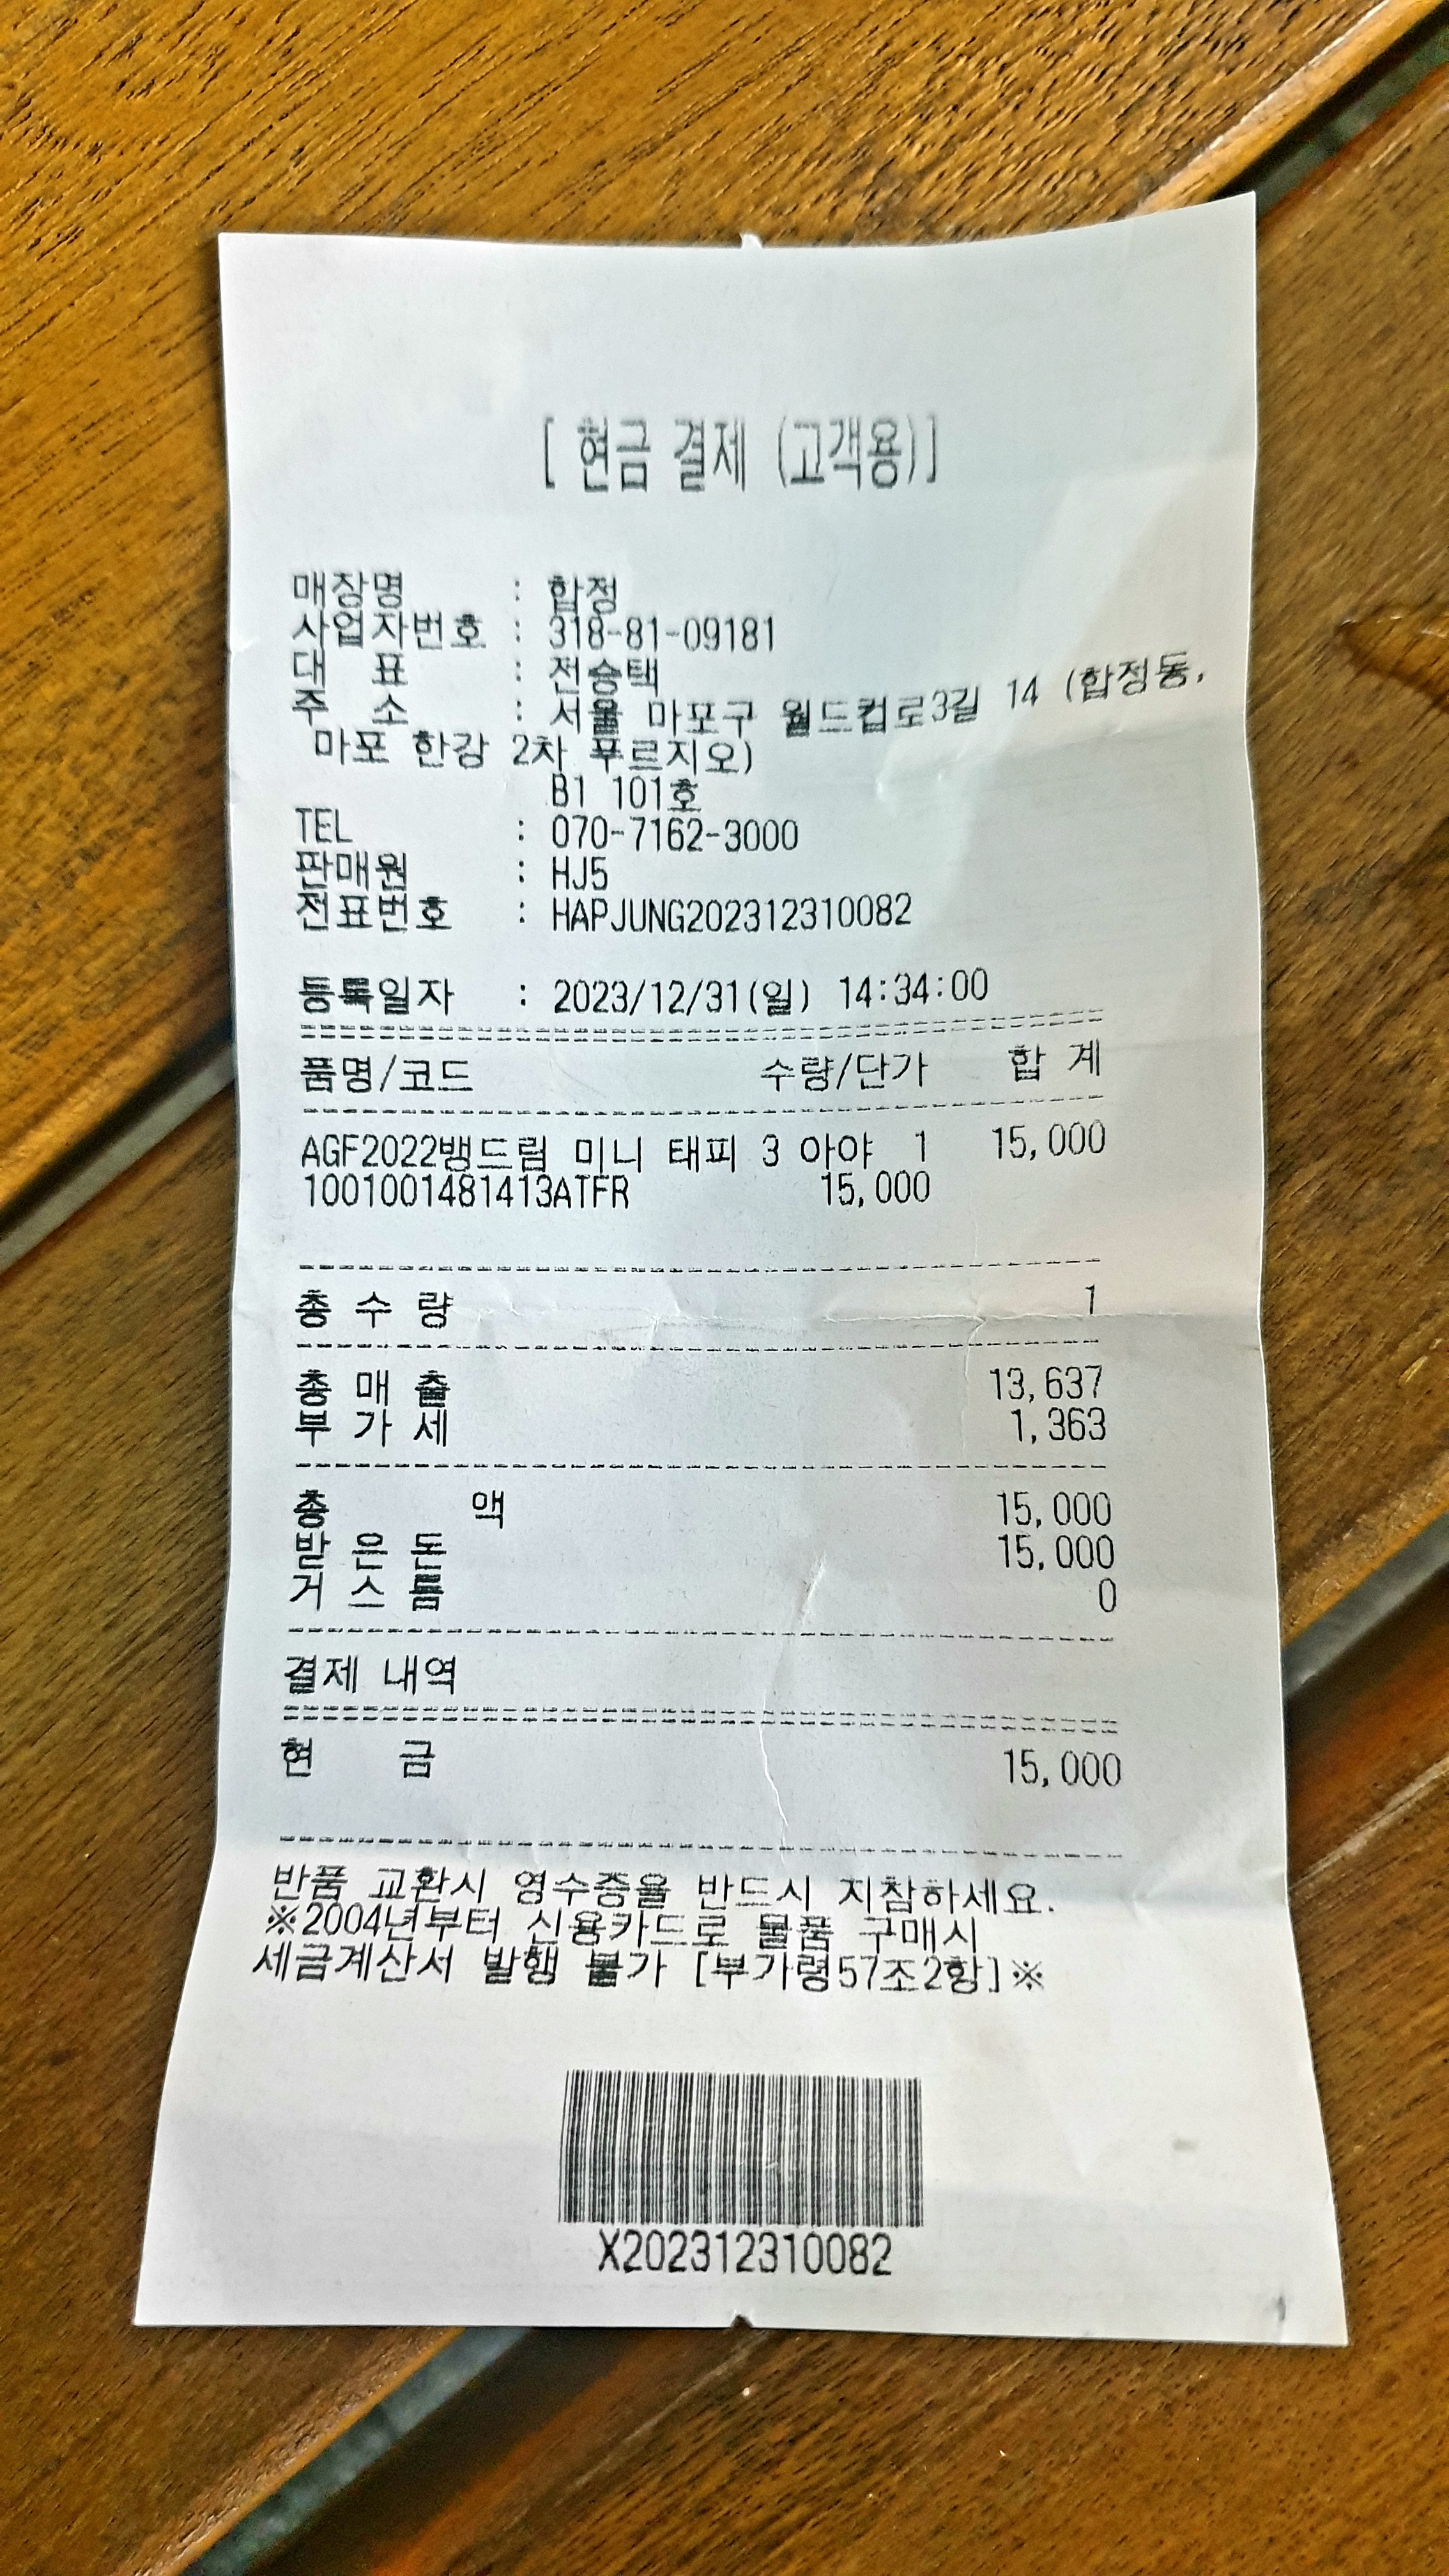 [ 현금 결제 (고객용)]
매장명 : 합정
사업자번호 : 318-81-09181
대 표 : 전승택
주 소 : 서울 마포구 월드컵로3길 14 (합정동,
마포 한강 2차 푸르지오)
B1 101호
TEL : 070-7162-3000
판매원 : HJ5
전표번호 : HAPJUNG202312310082
등록일자 : 2023/12/31(일) 14:34:00
품명/코드 수량/단가 합 계
AGF2022뱅드림 미니 태피 3 아야 1 15,000
1001001481413ATFR 15,000
총 수 량 1
총 매 출 13,637
부 가 세 1,363
총 액 15,000
받 은 돈 15,000
거 스 름 0
결제 내역
현 금 15,000
반품 교환시 영수증을 반드시 지참하세요.
※2004년부터 신용카드로 물품 구매시
세금계산서 발행 불가 [부가령57조2항]※
X202312310082